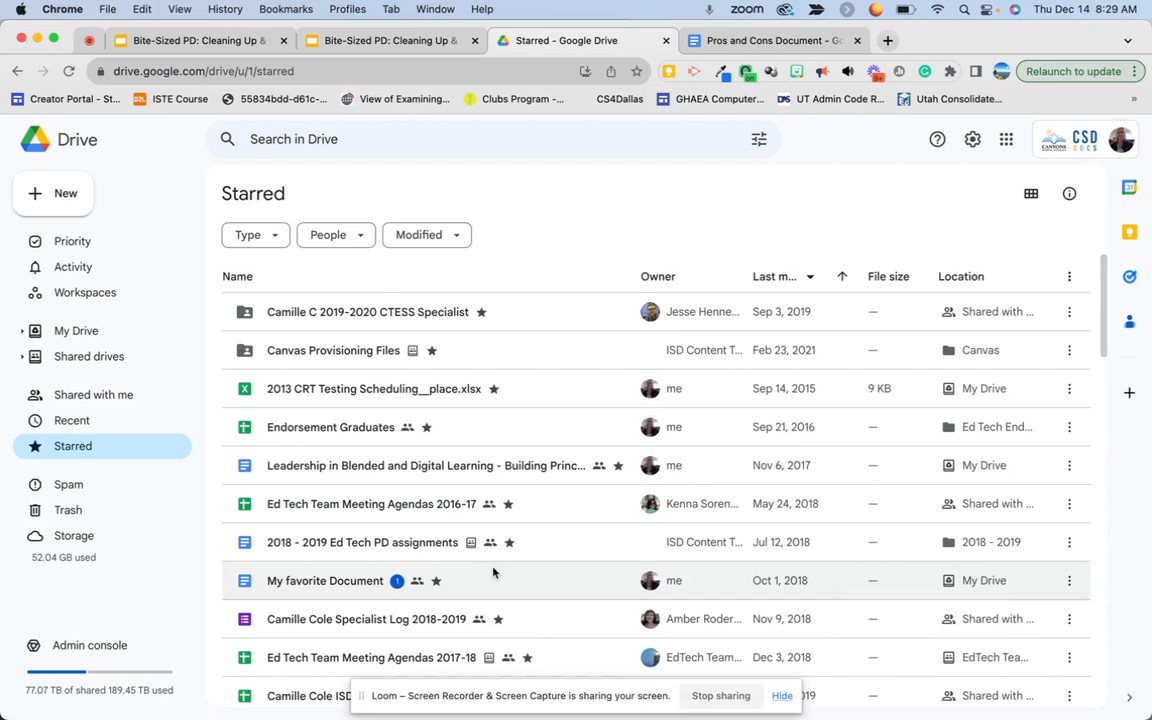 Chrome File Edit View History Bookmarks Profiles Tab Window Help zoom Thu Dec 14 8:29 AM
Bite-Sized PD: Cleaning Up & Bite-Sized PD: Cleaning Up & Starred - Google Drive Pros and Cons Document - Go
drive.google.com/drive/u/1/starred 9+ Relaunch to update
Creator Portal - St... D2L ISTE Course 55834bdd-d61c-... View of Examining... Clubs Program -... CS4Dallas GHAEA Computer... UT Admin Code R... Utah Consolidate... »
Drive
Search in Drive
CANYONS CSD DOCS
New
Priority
Activity
Workspaces
My Drive
Shared drives
Shared with me
Recent
Starred
Spam
Trash
Storage
52.04 GB used
Admin console
77.07 TB of shared 189.45 TB used
Starred
Type People Modified
Name Owner Last m... File size Location
Camille C 2019-2020 CTESS Specialist Jesse Henne... Sep 3, 2019 — Shared with ...
Canvas Provisioning Files ISD Content T... Feb 23, 2021 — Canvas
2013 CRT Testing Scheduling__place.xlsx me Sep 14, 2015 9 KB My Drive
Endorsement Graduates me Sep 21, 2016 — Ed Tech End...
Leadership in Blended and Digital Learning - Building Princ... me Nov 6, 2017 — My Drive
Ed Tech Team Meeting Agendas 2016-17 Kenna Soren... May 24, 2018 — Shared with ...
2018 - 2019 Ed Tech PD assignments ISD Content T... Jul 12, 2018 — 2018 - 2019
My favorite Document 1 me Oct 1, 2018 — My Drive
Camille Cole Specialist Log 2018-2019 Amber Roder... Nov 9, 2018 — Shared with ...
Ed Tech Team Meeting Agendas 2017-18 EdTech Team... Dec 3, 2018 — EdTech Tea...
Camille Cole ISD 019 — Shared with ...
Loom – Screen Recorder & Screen Capture is sharing your screen. Stop sharing Hide
31